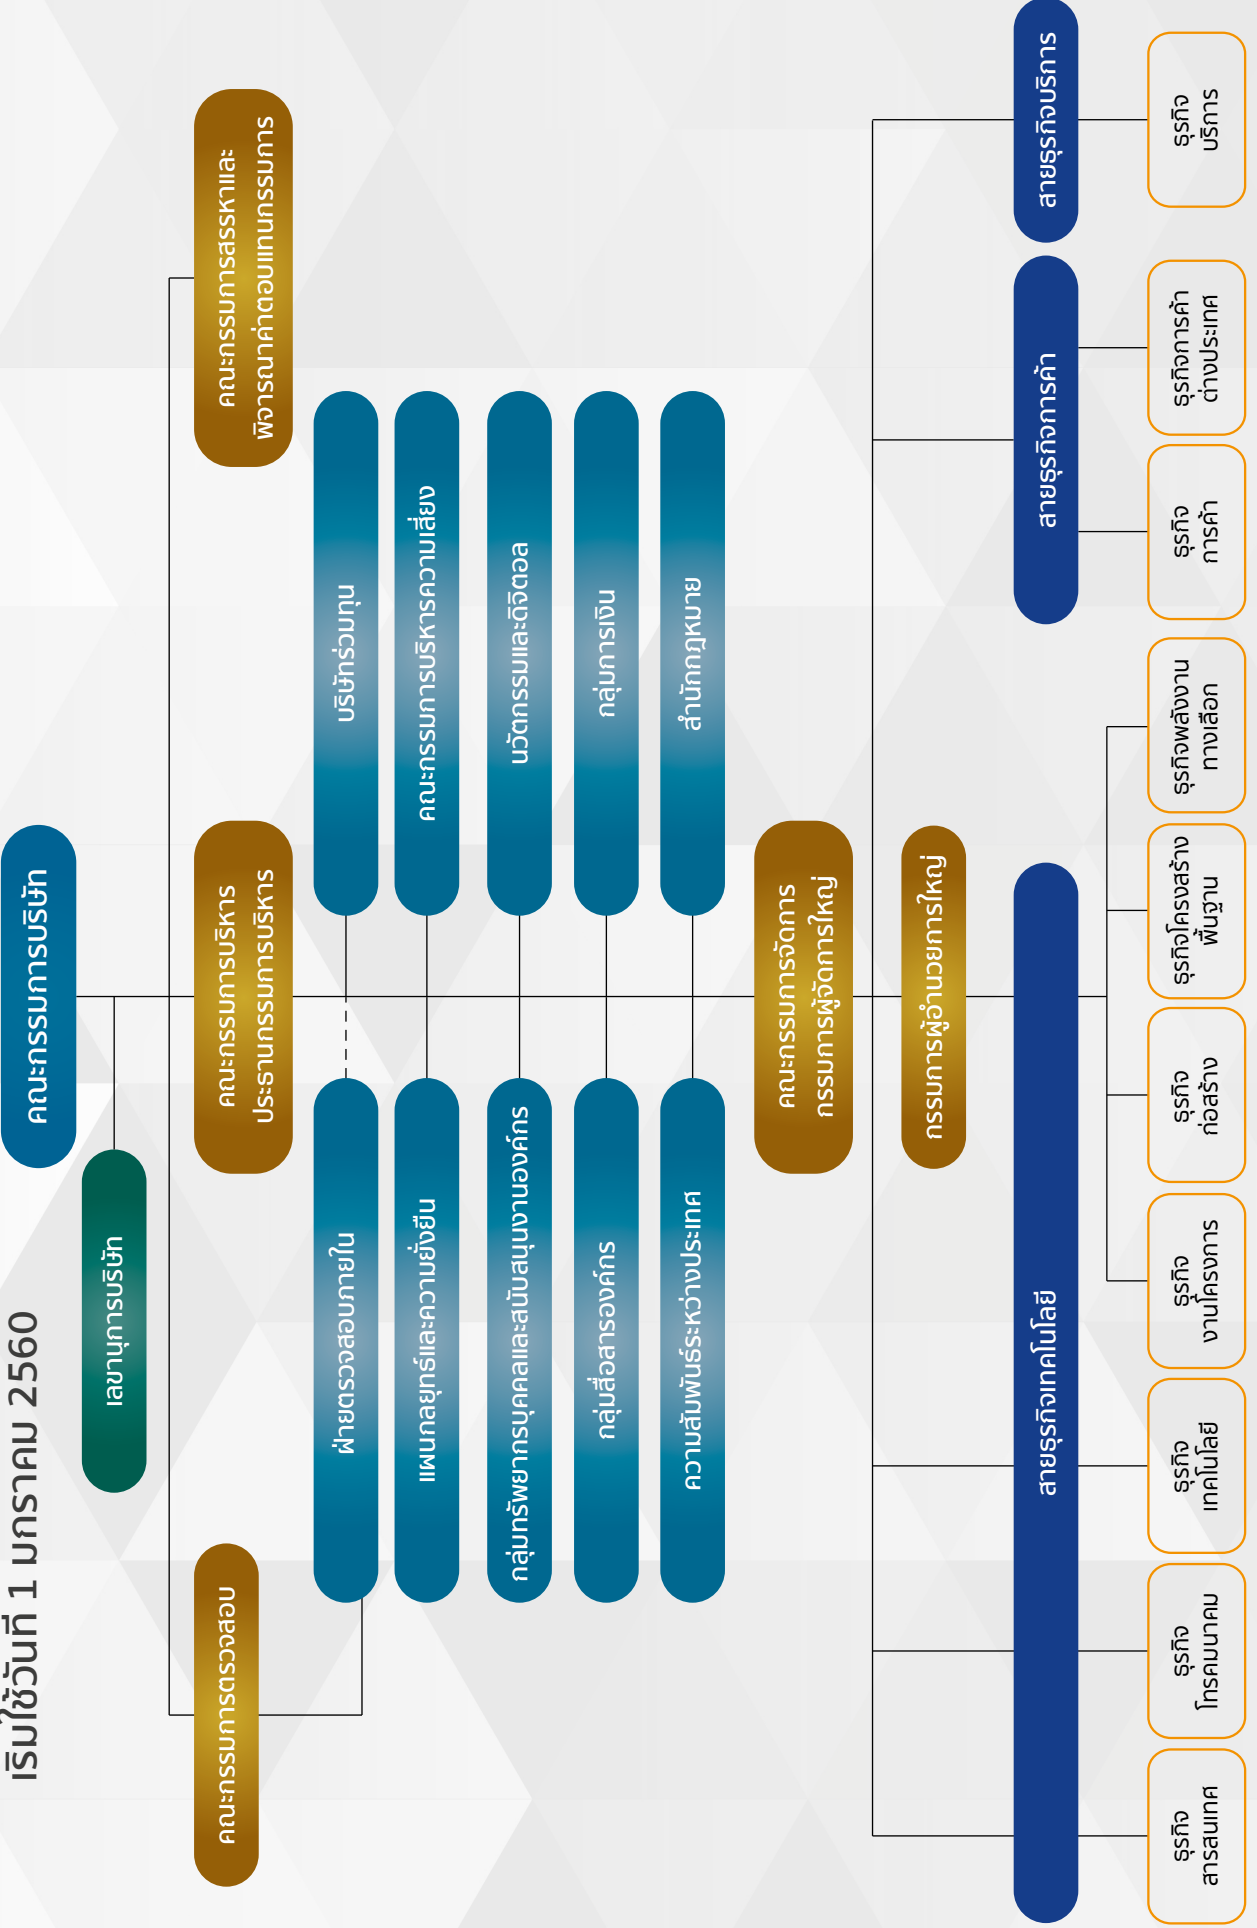 เริ่มใช้วันที่ 1 มกราคม 2560
คณะกรรมการบริษัท
เลขานุการบริษัท
คณะกรรมการตรวจสอบ
คณะกรรมการบริหาร
ประธานกรรมการบริหาร
คณะกรรมการสรรหาและ
พิจารณาค่าตอบแทนกรรมการ
ฝ่ายตรวจสอบภายใน
บริษัทร่วมทุน
แผนกลยุทธ์และความยั่งยืน
คณะกรรมการบริหารความเสี่ยง
กลุ่มทรัพยากรบุคคลและสนับสนุนงานองค์กร
นวัตกรรมและดิจิตอล
กลุ่มสื่อสารองค์กร
กลุ่มการเงิน
ความสัมพันธ์ระหว่างประเทศ
สำนักกฎหมาย
คณะกรรมการจัดการ
กรรมการผู้จัดการใหญ่
กรรมการผู้อำนวยการใหญ่
สายธุรกิจเทคโนโลยี
สายธุรกิจการค้า
สายธุรกิจบริการ
ธุรกิจ
สารสนเทศ
ธุรกิจ
โทรคมนาคม
ธุรกิจ
เทคโนโลยี
ธุรกิจ
งานโครงการ
ธุรกิจ
ก่อสร้าง
ธุรกิจโครงสร้าง
พื้นฐาน
ธุรกิจพลังงาน
ทางเลือก
ธุรกิจ
การค้า
ธุรกิจการค้า
ต่างประเทศ
ธุรกิจ
บริการ